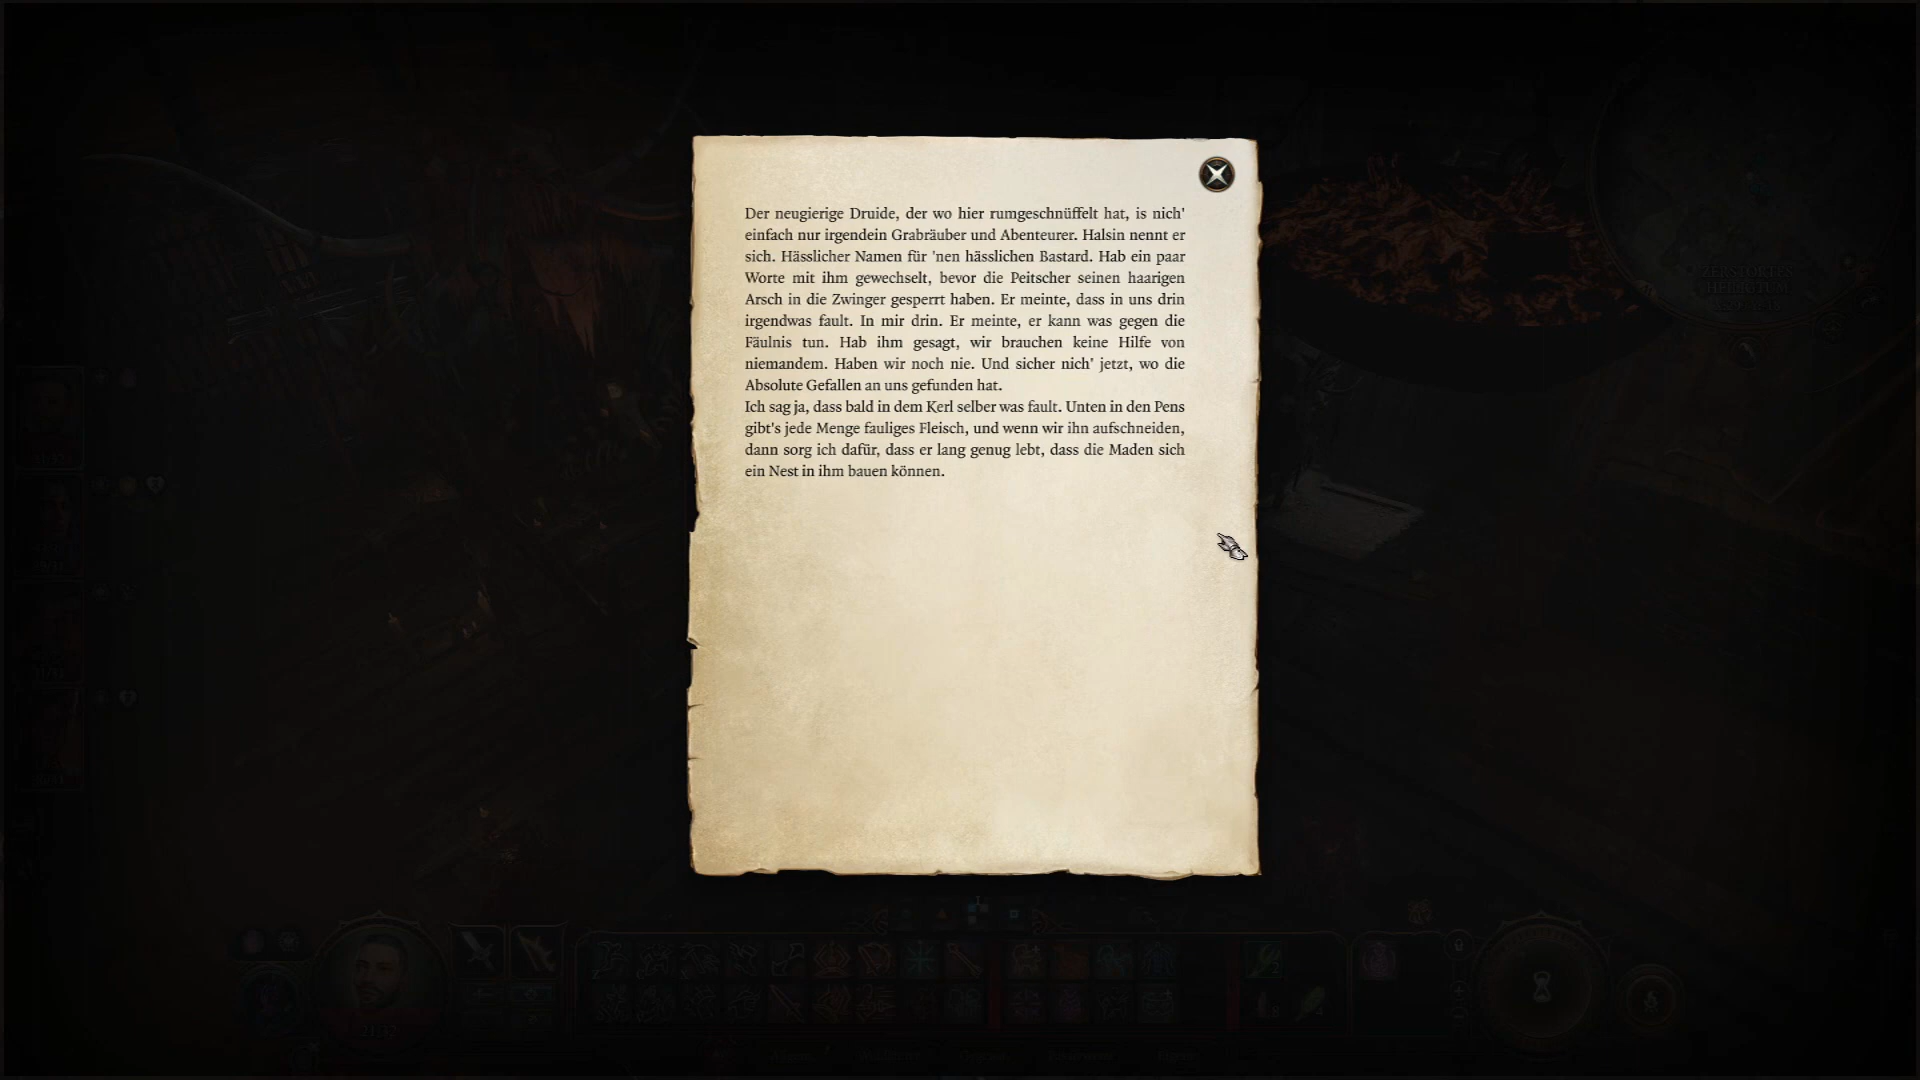 Der neugierige Druide, der wo hier rumgeschnüffelt hat, is nich'
einfach nur irgendein Grabräuber und Abenteurer. Halsin nennt er
sich. Hässlicher Namen für 'nen hässlichen Bastard. Hab ein paar
Worte mit ihm gewechselt, bevor die Peitscher seinen haarigen
Arsch in die Zwinger gesperrt haben. Er meinte, dass in uns drin
irgendwas fault. In mir drin. Er meinte, er kann was gegen die
Fäulnis tun. Hab ihm gesagt, wir brauchen keine Hilfe von
niemandem. Haben wir noch nie. Und sicher nich' jetzt, wo die
Absolute Gefallen an uns gefunden hat.
Ich sag ja, dass bald in dem Kerl selber was fault. Unten in den Pens
gibt's jede Menge fauliges Fleisch, und wenn wir ihn aufschneiden,
dann sorg ich dafür, dass er lang genug lebt, dass die Maden sich
ein Nest in ihm bauen können.
ZERSTÖRTES
HEILIGTUM